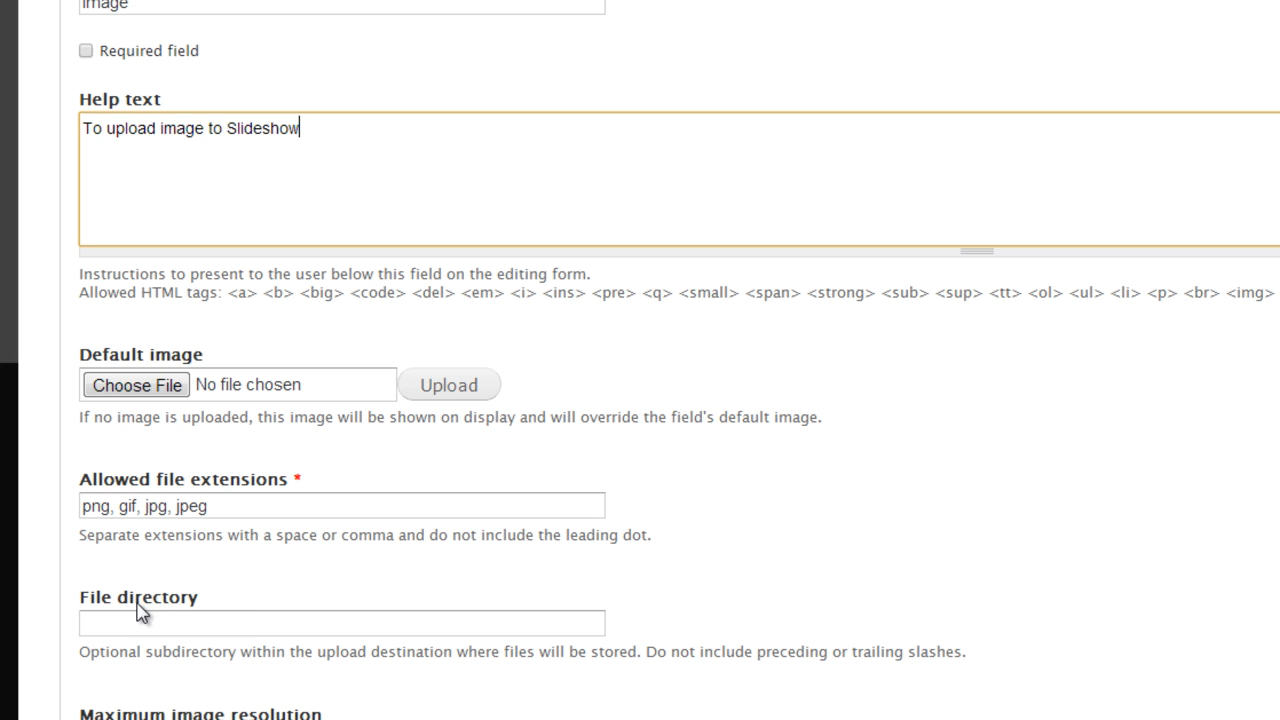 image
Required field
Help text
To upload image to Slideshow
Instructions to present to the user below this field on the editing form.
Allowed HTML tags: <a> <b> <big> <code> <del> <em> <i> <ins> <pre> <q> <small> <span> <strong> <sub> <sup> <tt> <ol> <ul> <li> <p> <br> <img>
Default image
Choose File No file chosen Upload
If no image is uploaded, this image will be shown on display and will override the field's default image.
Allowed file extensions *
png, gif, jpg, jpeg
Separate extensions with a space or comma and do not include the leading dot.
File directory
Optional subdirectory within the upload destination where files will be stored. Do not include preceding or trailing slashes.
Maximum image resolution